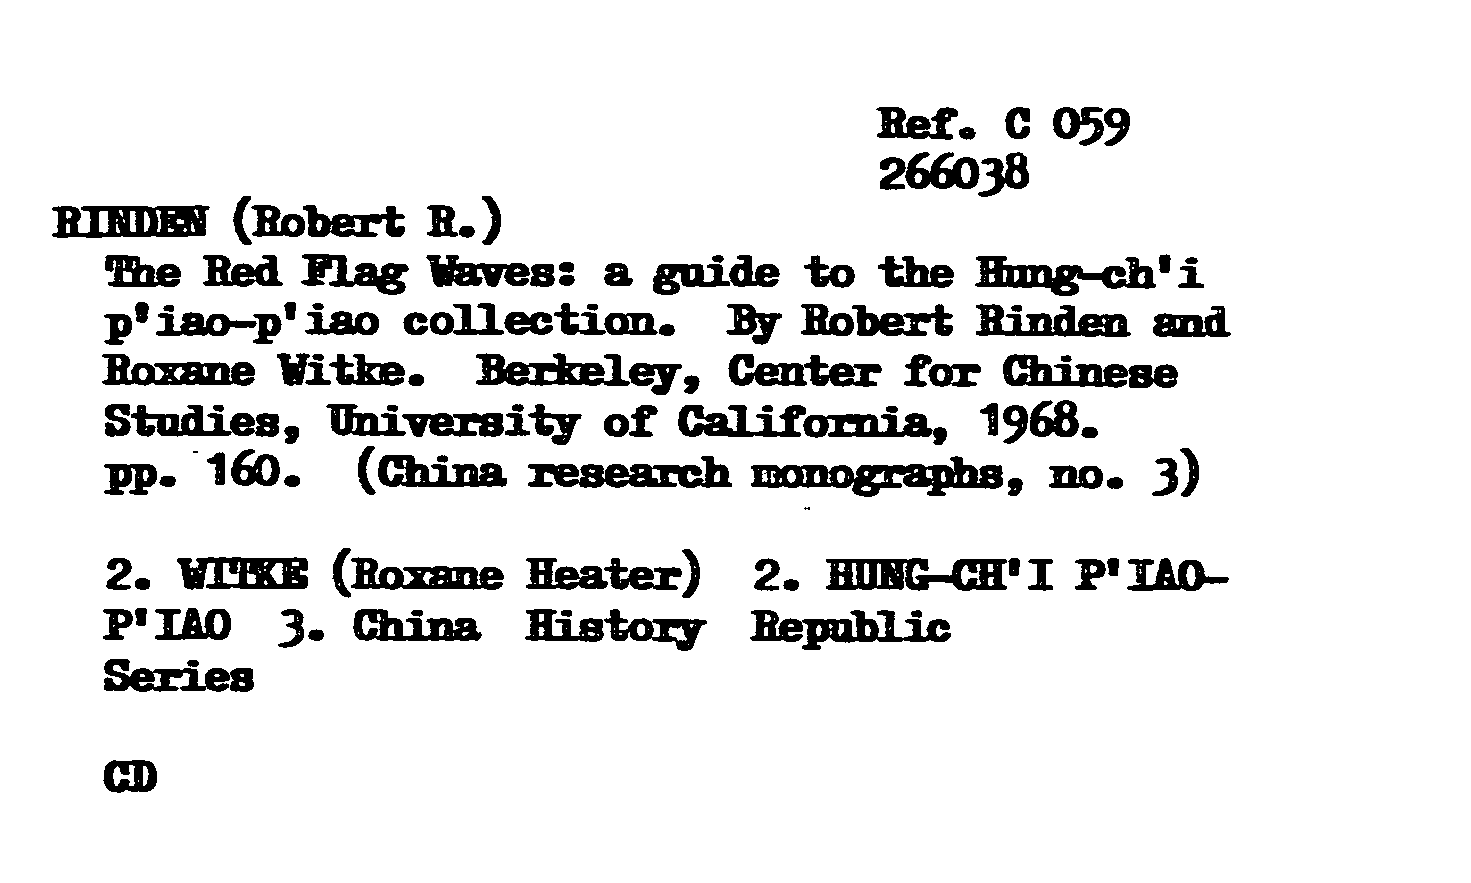 Ref. C 059
266038
RINDEN (Robert R.)
The Red Flag Waves: a guide to the Hung-ch'i
p'iao-p'iao collection. By Robert Rinden and
Roxane Witke. Berkeley, Center for Chinese
Studies, University of California, 1968.
pp. 160. (China research monographs, no. 3)
2. WITKE (Roxane Heater) 2. HUNG-CH'I P'IAO-
P'IAO 3. China History Republic
Series
CD